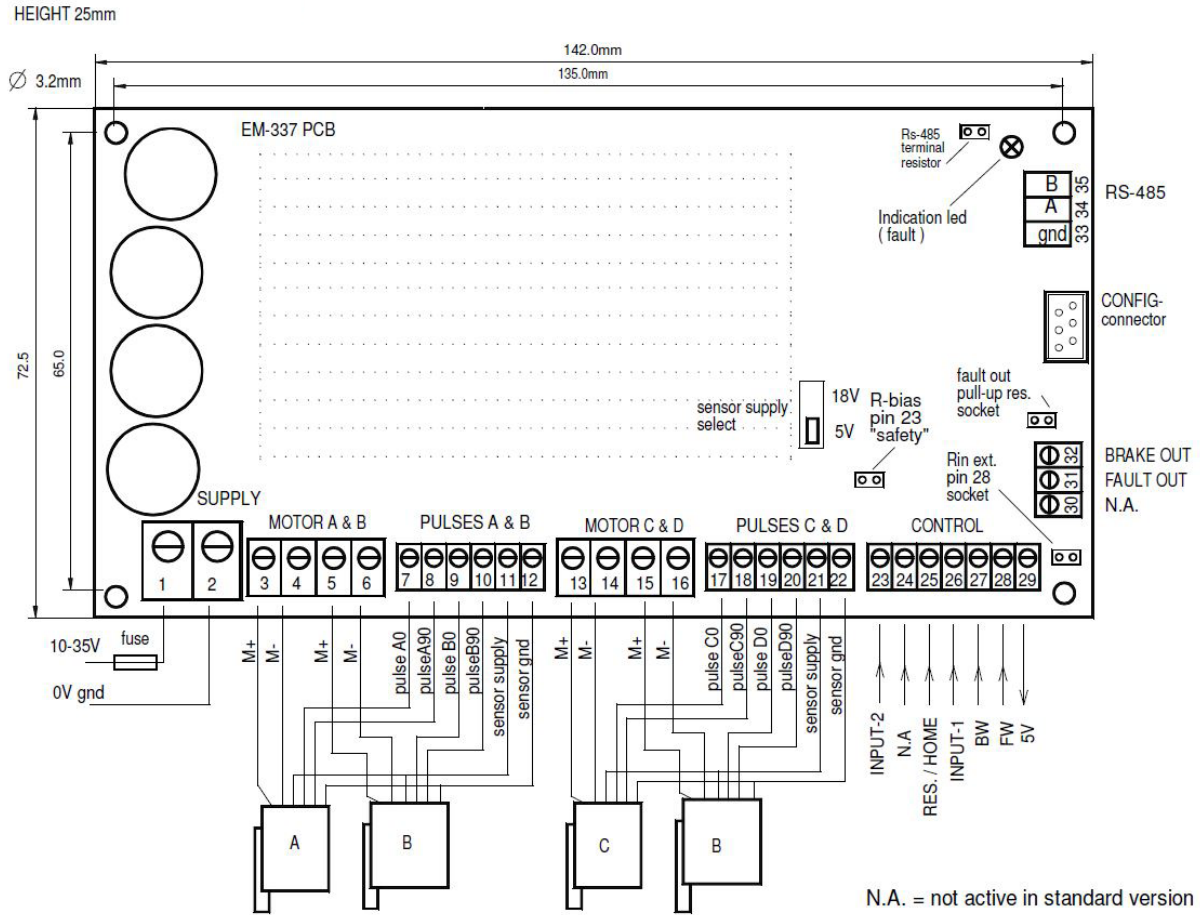 HEIGHT 25mm
142.0mm
135.0mm
Ø 3.2mm
EM-337 PCB
Rs-485
terminal
resistor
Indication led
( fault )
B 35
A 34
gnd 33
RS-485
CONFIG-
connector
72.5
65.0
sensor supply
select
18V
5V
R-bias
pin 23
"safety"
fault out
pull-up res.
socket
Rin ext.
pin 28
socket
32 BRAKE OUT
31 FAULT OUT
30 N.A.
SUPPLY
MOTOR A & B
PULSES A & B
MOTOR C & D
PULSES C & D
CONTROL
1 2 3 4 5 6 7 8 9 10 11 12 13 14 15 16 17 18 19 20 21 22 23 24 25 26 27 28 29
10-35V
fuse
0V gnd
M+
M-
M+
M-
pulse A0
pulseA90
pulse B0
pulseB90
sensor supply
sensor gnd
M+
M-
M+
M-
pulse C0
pulseC90
pulse D0
pulseD90
sensor supply
sensor gnd
INPUT-2
N.A
RES. / HOME
INPUT-1
BW
FW
5V
A
B
C
B
N.A. = not active in standard version